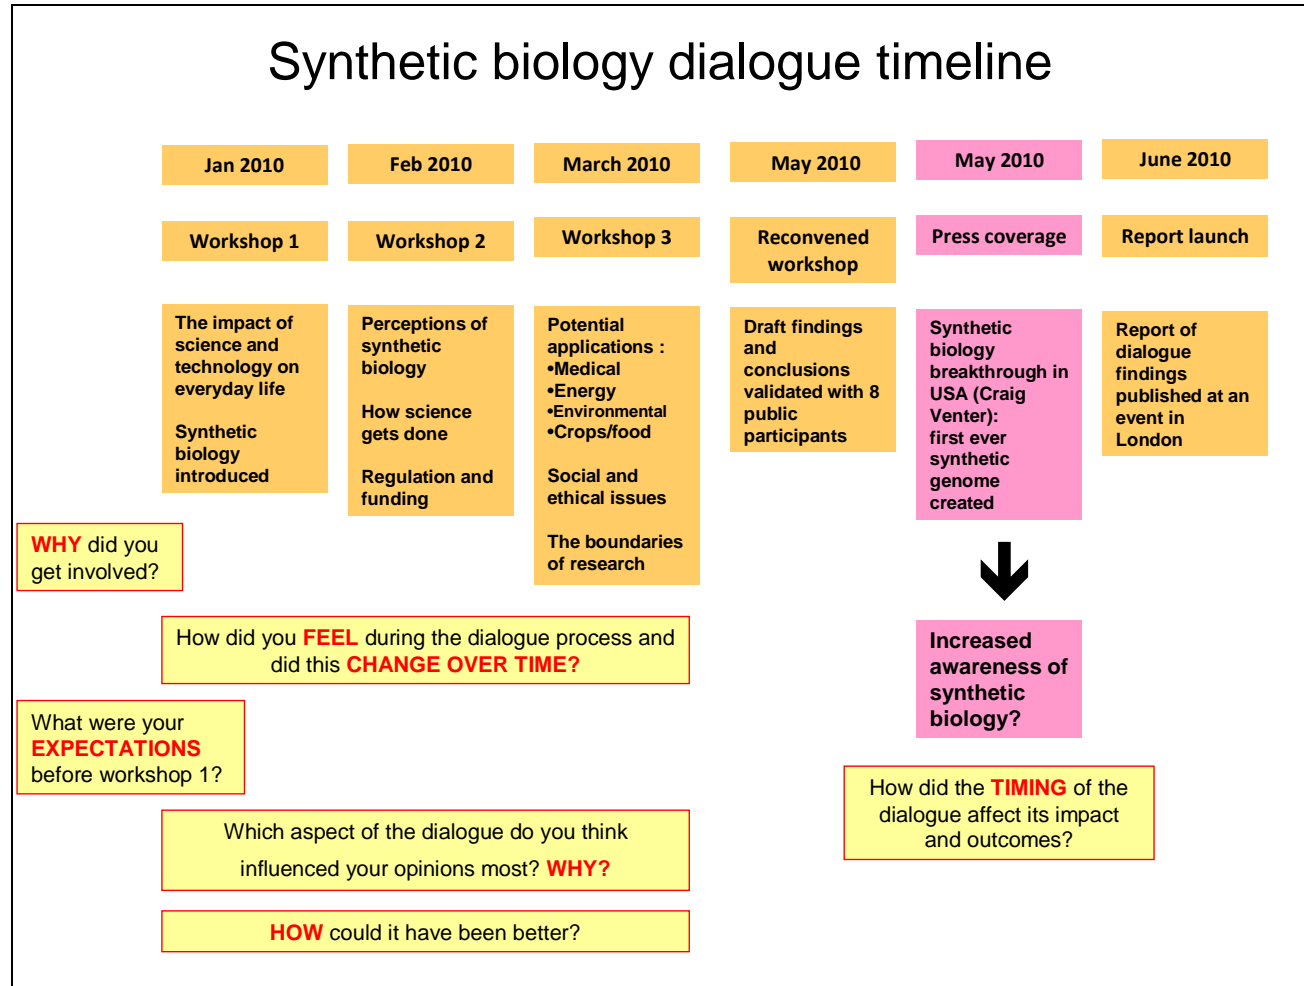 Synthetic biology dialogue timeline
Jan 2010
Feb 2010
March 2010
May 2010
May 2010
June 2010
Workshop 1
Workshop 2
Workshop 3
Reconvened
workshop
Press coverage
Report launch
The impact of
science and
technology on
everyday life
Synthetic
biology
introduced
Perceptions of
synthetic
biology
How science
gets done
Regulation and
funding
Potential
applications :
•Medical
•Energy
•Environmental
•Crops/food
Social and
ethical issues
The boundaries
of research
Draft findings
and
conclusions
validated with 8
public
participants
Synthetic
biology
breakthrough in
USA (Craig
Venter):
first ever
synthetic
genome
created
Report of
dialogue
findings
published at an
event in
London
WHY did you
get involved?
How did you FEEL during the dialogue process and
did this CHANGE OVER TIME?
Increased
awareness of
synthetic
biology?
What were your
EXPECTATIONS
before workshop 1?
How did the TIMING of the
dialogue affect its impact
and outcomes?
Which aspect of the dialogue do you think
influenced your opinions most? WHY?
HOW could it have been better?